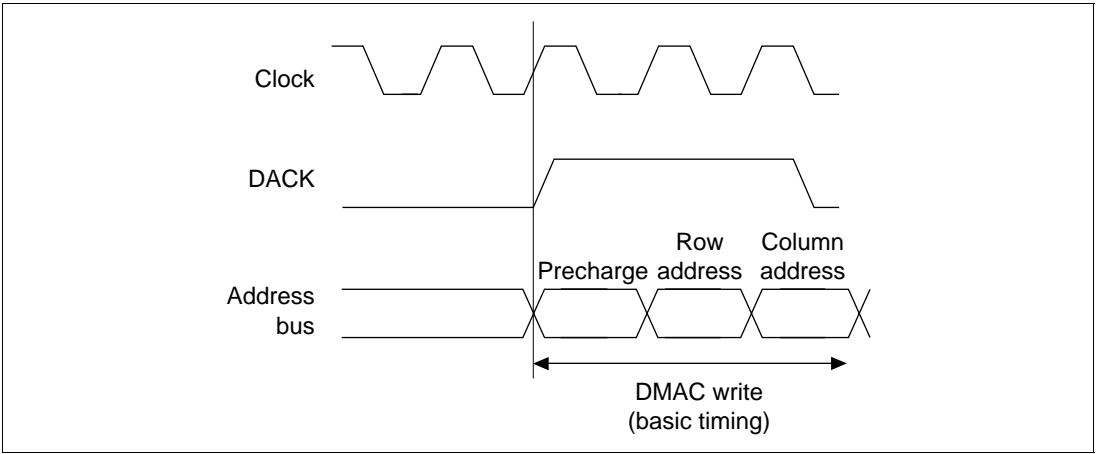 Clock
DACK
Row Column
Precharge address address
Address
bus
DMAC write
(basic timing)